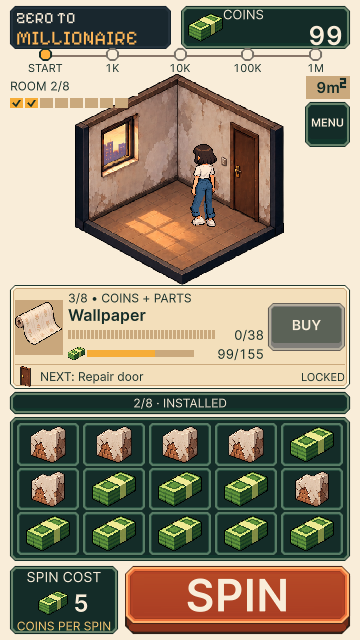 ZERO TO
MILLIONAIRE
COINS
99
START
1K
10K
100K
1M
ROOM 2/8
9m²
MENU
3/8 • COINS + PARTS
Wallpaper
0/38
99/155
BUY
NEXT: Repair door
LOCKED
2/8 · INSTALLED
SPIN COST
5
COINS PER SPIN
SPIN